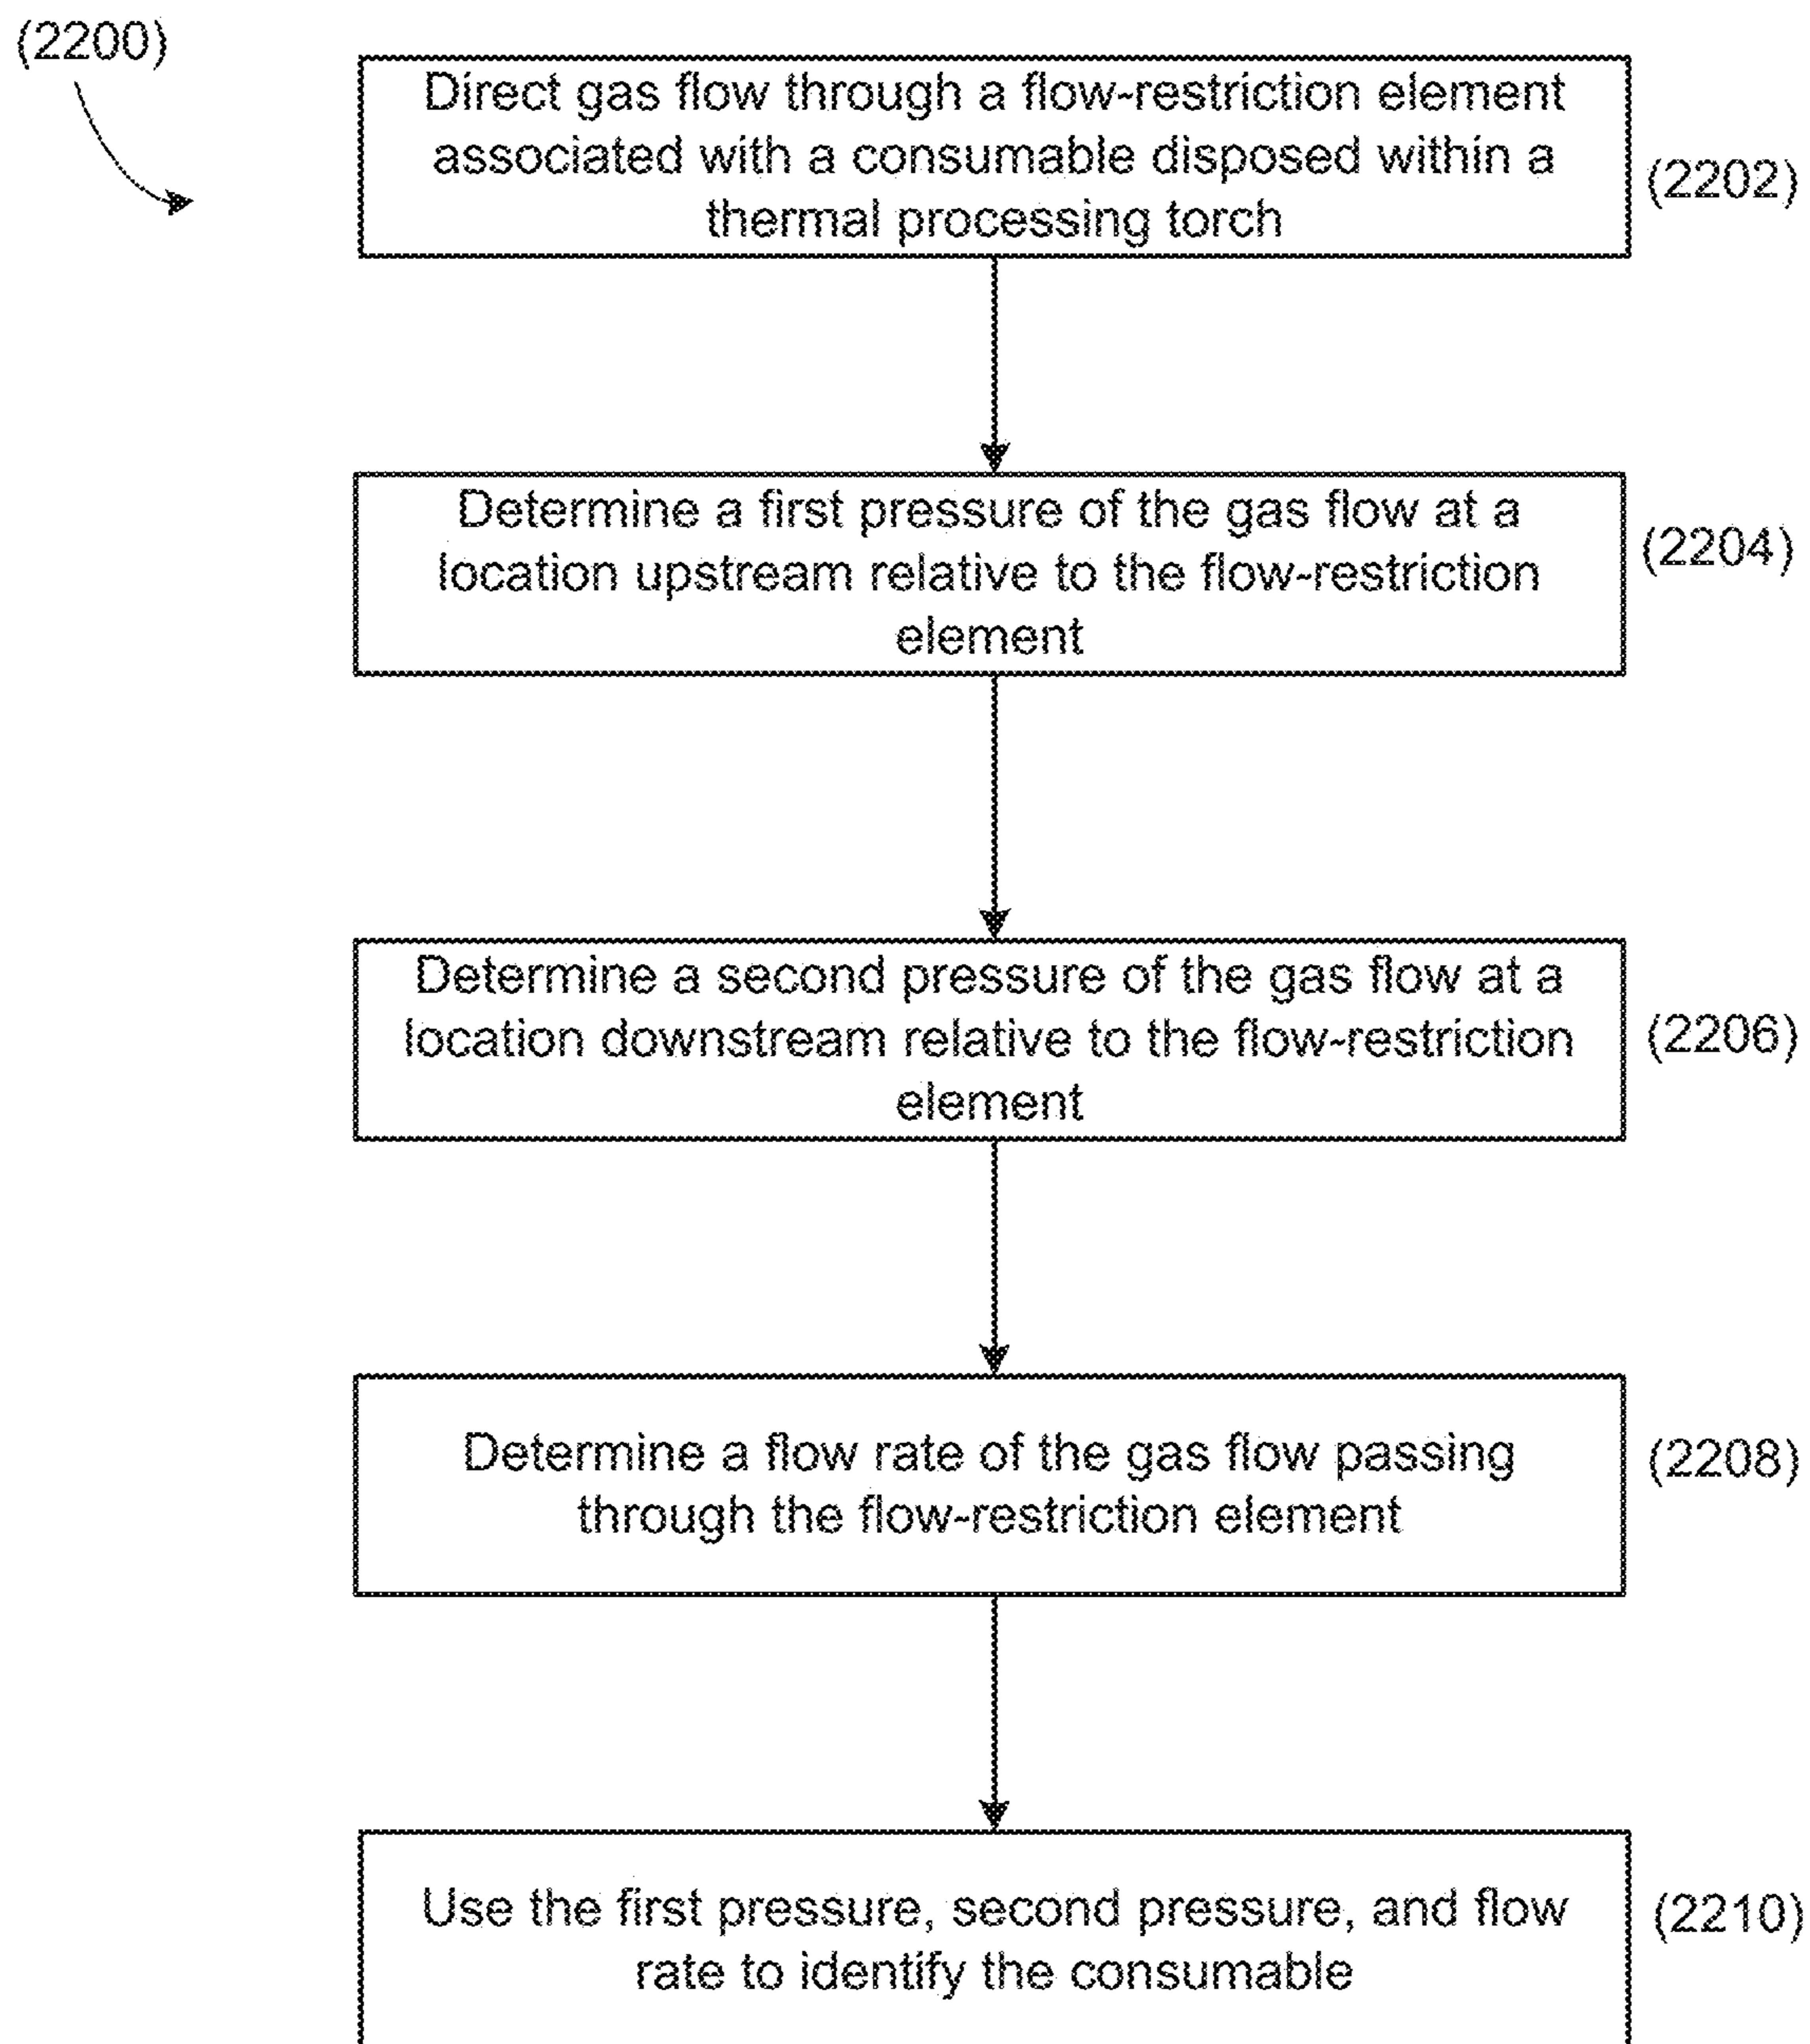 (2200)
Direct gas flow through a flow-restriction element
associated with a consumable disposed within a
thermal processing torch
(2202)
Determine a first pressure of the gas flow at a
location upstream relative to the flow-restriction
element
(2204)
Determine a second pressure of the gas flow at a
location downstream relative to the flow-restriction
element
(2206)
Determine a flow rate of the gas flow passing
through the flow-restriction element
(2208)
Use the first pressure, second pressure, and flow
rate to identify the consumable
(2210)